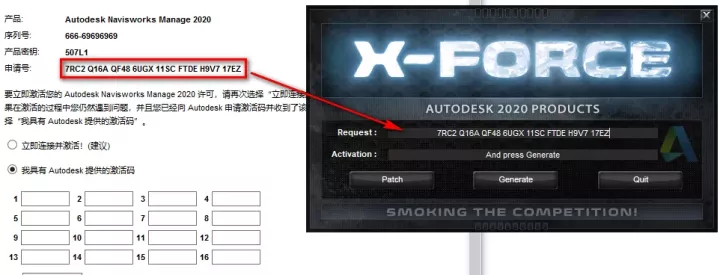 产品: Autodesk Navisworks Manage 2020
序列号: 666-69696969
产品密钥: 507L1
申请号: 7RC2 Q16A QF48 6UGX 11SC FTDE H9V7 17EZ
要立即激活您的 Autodesk Navisworks Manage 2020 许可，请再次选择“立即连接
果在激活的过程中您仍然遇到问题，并且您已经向 Autodesk 申请激活码并收到了该
择“我具有 Autodesk 提供的激活码”。
立即连接并激活! (建议)
我具有 Autodesk 提供的激活码
1 2 3 4
5 6 7 8
9 10 11 12
13 14 15 16
X-FORCE
AUTODESK 2020 PRODUCTS
Request : 7RC2 Q16A QF48 6UGX 11SC FTDE H9V7 17EZ
Activation : And press Generate
Patch Generate Quit
SMOKING THE COMPETITION!